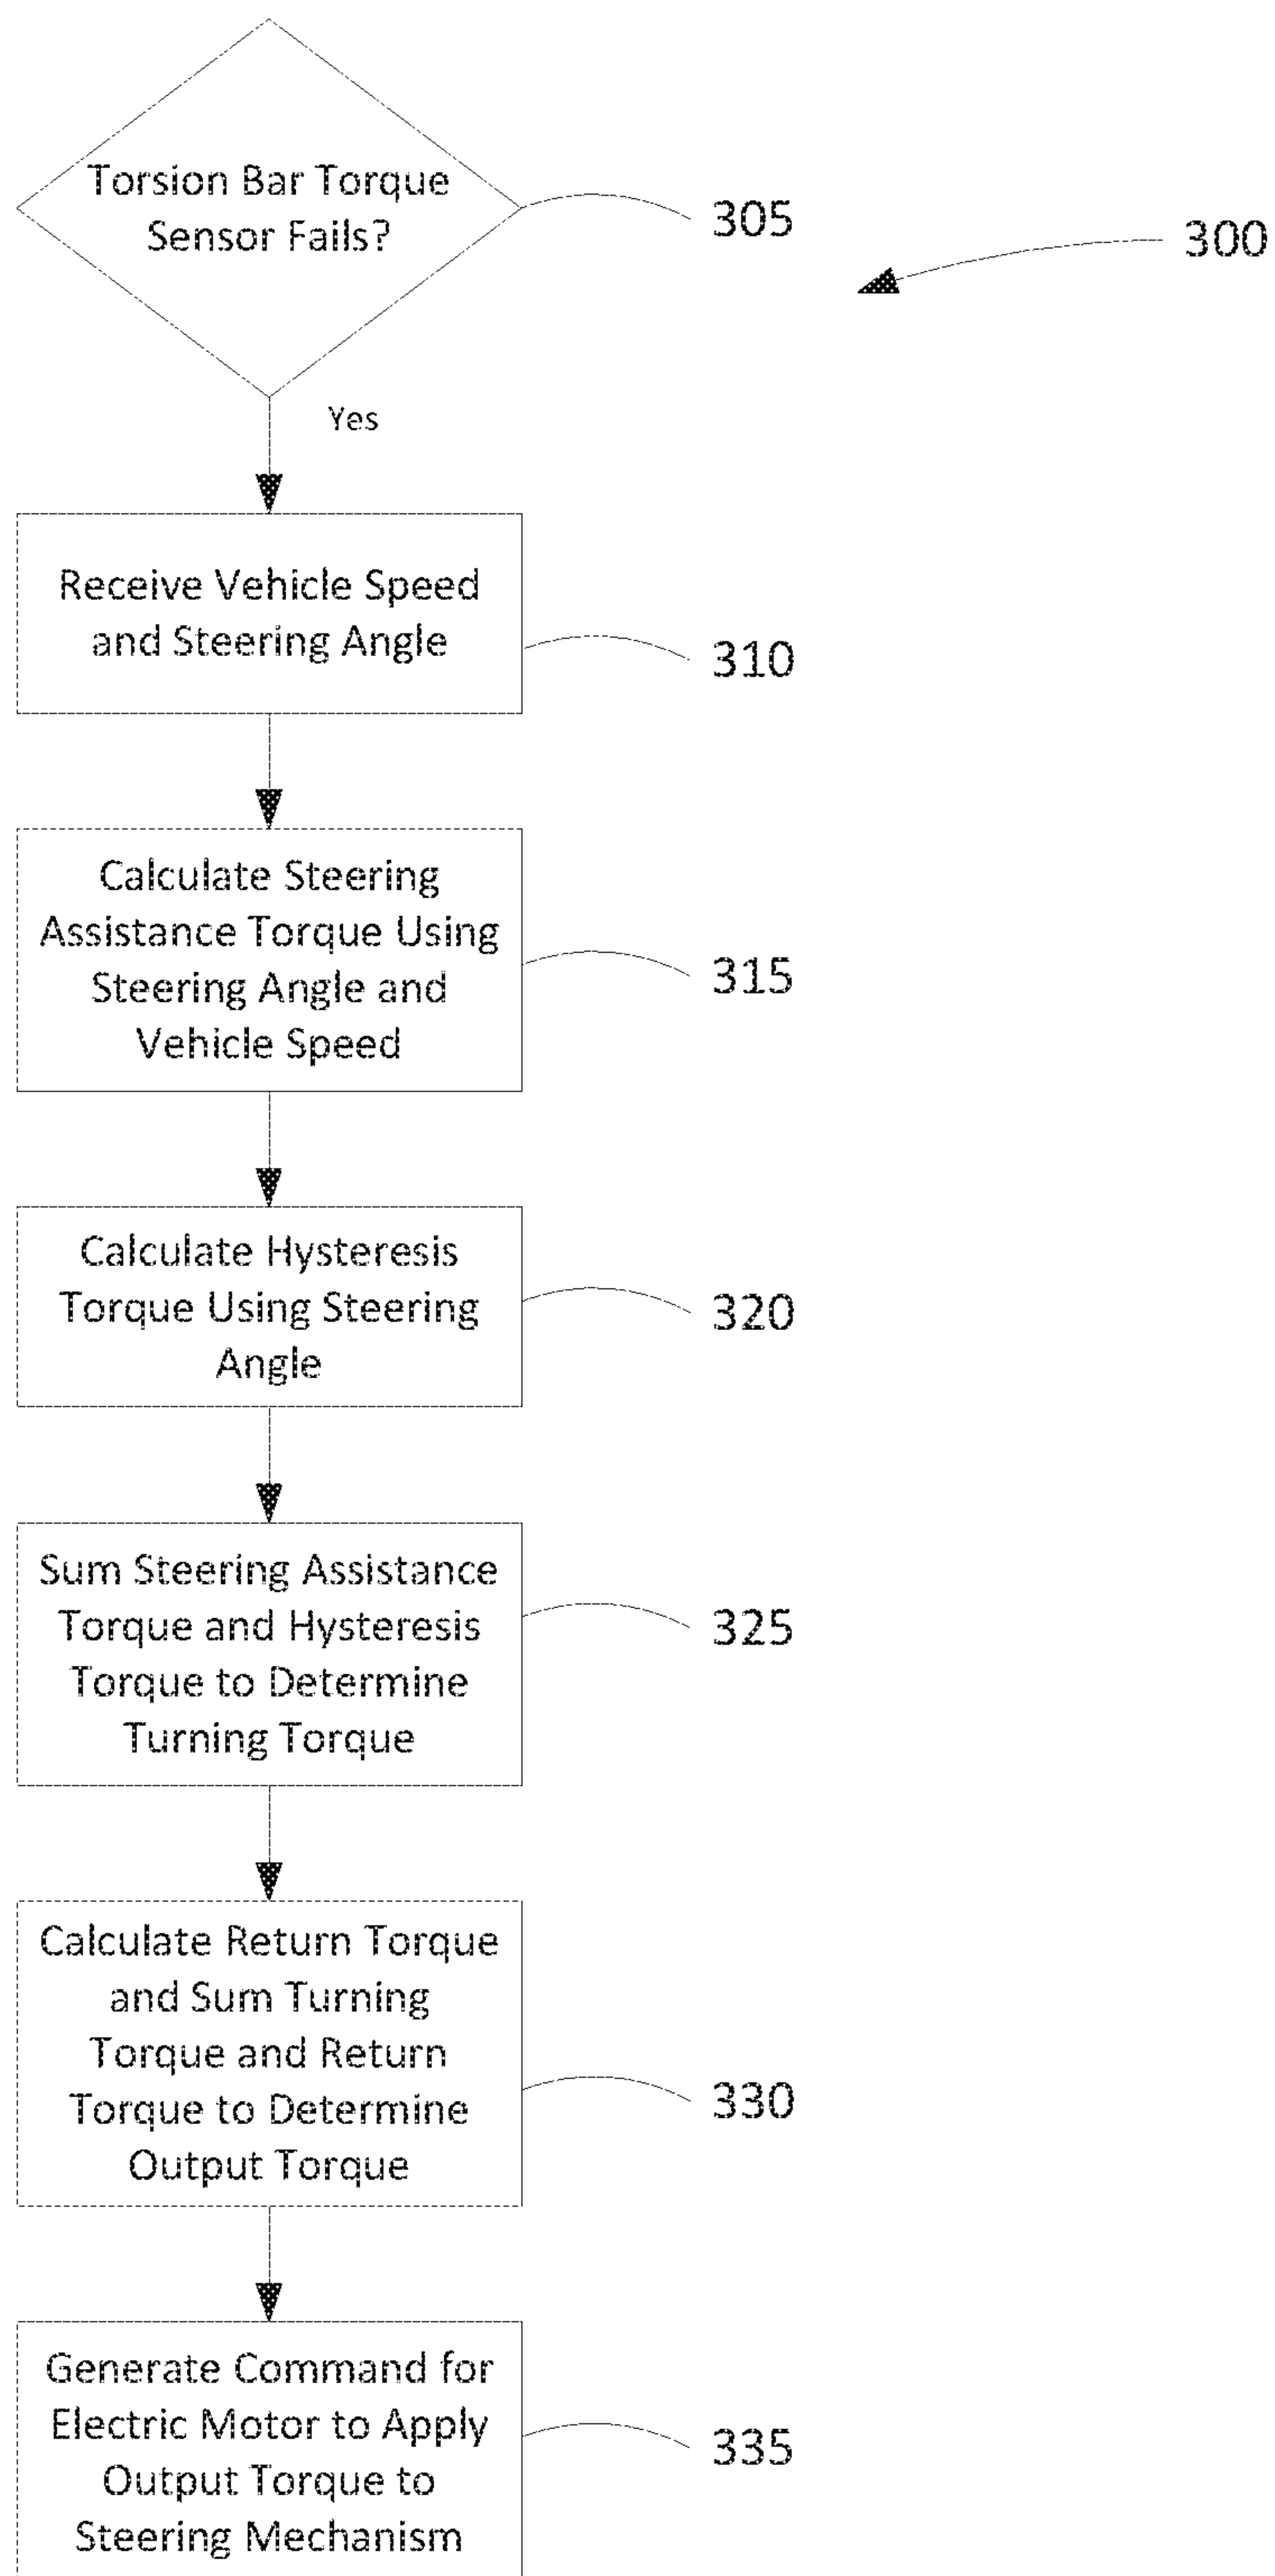 Torsion Bar Torque
Sensor Fails?
305
300
Yes
Receive Vehicle Speed
and Steering Angle
310
Calculate Steering
Assistance Torque Using
Steering Angle and
Vehicle Speed
315
Calculate Hysteresis
Torque Using Steering
Angle
320
Sum Steering Assistance
Torque and Hysteresis
Torque to Determine
Turning Torque
325
Calculate Return Torque
and Sum Turning
Torque and Return
Torque to Determine
Output Torque
330
Generate Command for
Electric Motor to Apply
Output Torque to
Steering Mechanism
335